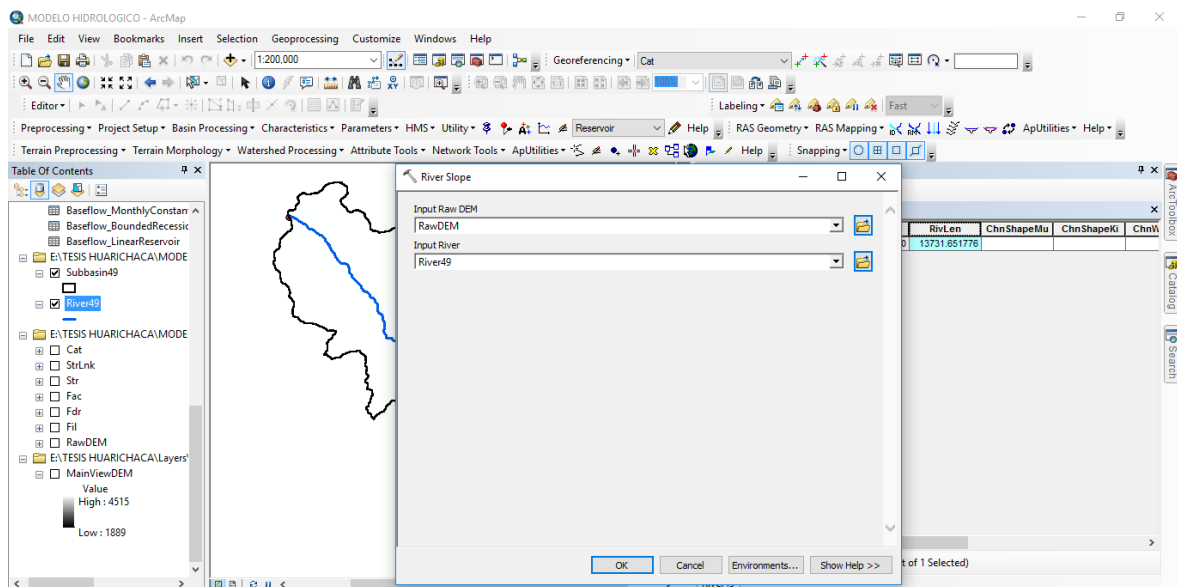 MODELO HIDROLOGICO - ArcMap
File Edit View Bookmarks Insert Selection Geoprocessing Customize Windows Help
1:200,000 Georeferencing Cat
100%
Editor Labeling Fast
Preprocessing Project Setup Basin Processing Characteristics Parameters HMS Utility Reservoir Help RAS Geometry RAS Mapping ApUtilities Help
Terrain Preprocessing Terrain Morphology Watershed Processing Attribute Tools Network Tools ApUtilities Help Snapping
Table Of Contents
Baseflow_MonthlyConstan
Baseflow_BoundedRecessic
Baseflow_LinearReservoir
E:\TESIS HUARICHACA\MODE
Subbasin49
River49
E:\TESIS HUARICHACA\MODE
Cat
StrLnk
Str
Fac
Fdr
Fil
RawDEM
E:\TESIS HUARICHACA\Layers
MainViewDEM
Value
High : 4515
Low : 1889
River Slope
Input Raw DEM
RawDEM
Input River
River49
OK Cancel Environments... Show Help >>
RivLen ChnShapeMu ChnShapeKi ChnW
0 13731.651776
t of 1 Selected)
ArcToolbox
Catalog
Search